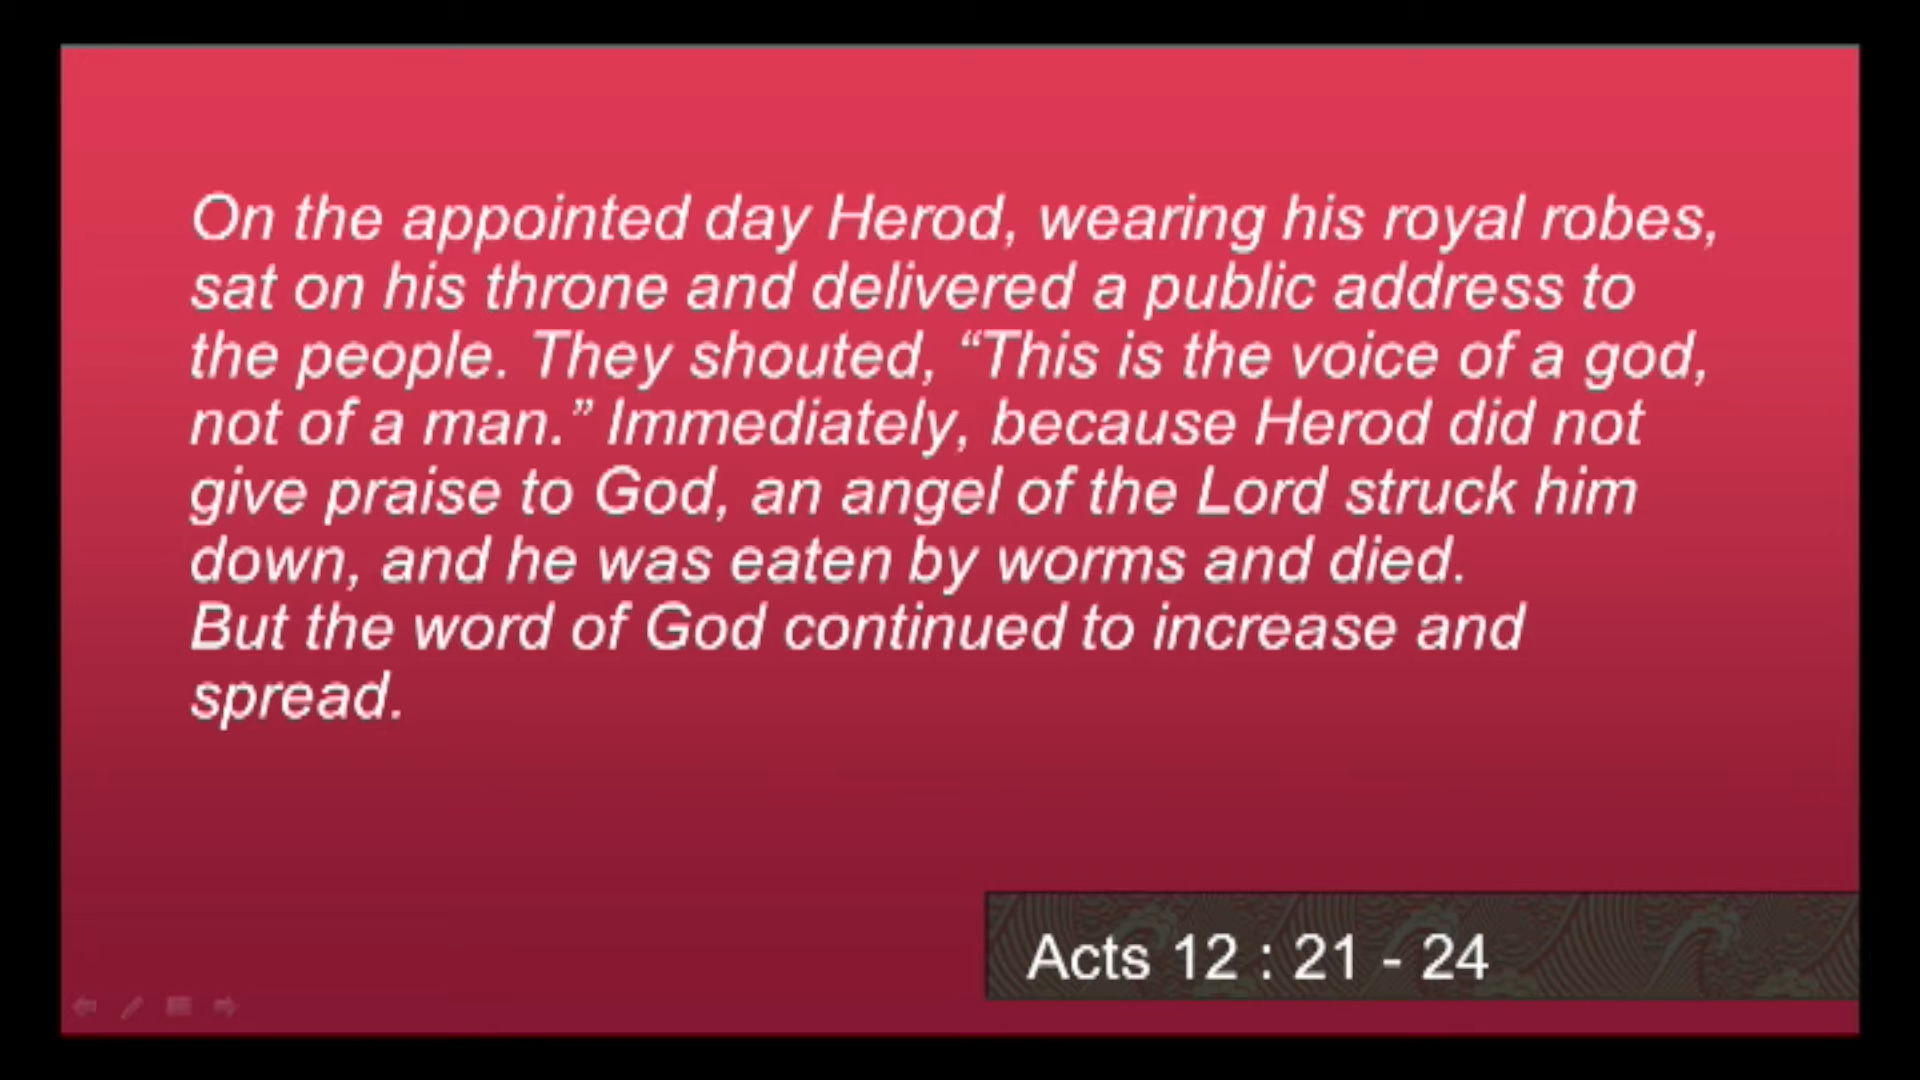 On the appointed day Herod, wearing his royal robes,
sat on his throne and delivered a public address to
the people. They shouted, “This is the voice of a god,
not of a man.” Immediately, because Herod did not
give praise to God, an angel of the Lord struck him
down, and he was eaten by worms and died.
But the word of God continued to increase and
spread.
Acts 12 : 21 - 24